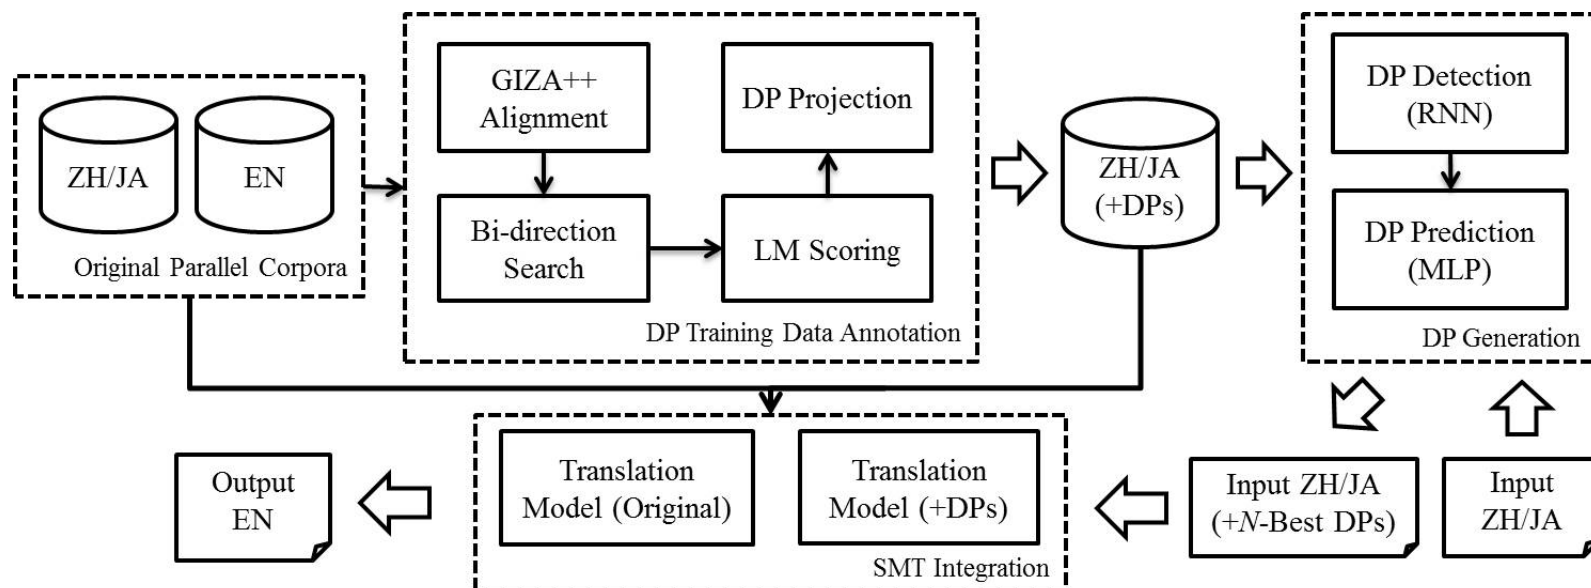 ZH/JA
EN
Original Parallel Corpora
GIZA++
Alignment
Bi-direction
Search
DP Projection
LM Scoring
DP Training Data Annotation
ZH/JA
(+DPs)
DP Detection
(RNN)
DP Prediction
(MLP)
DP Generation
Output
EN
Translation
Model (Original)
Translation
Model (+DPs)
SMT Integration
Input ZH/JA
(+N-Best DPs)
Input
ZH/JA